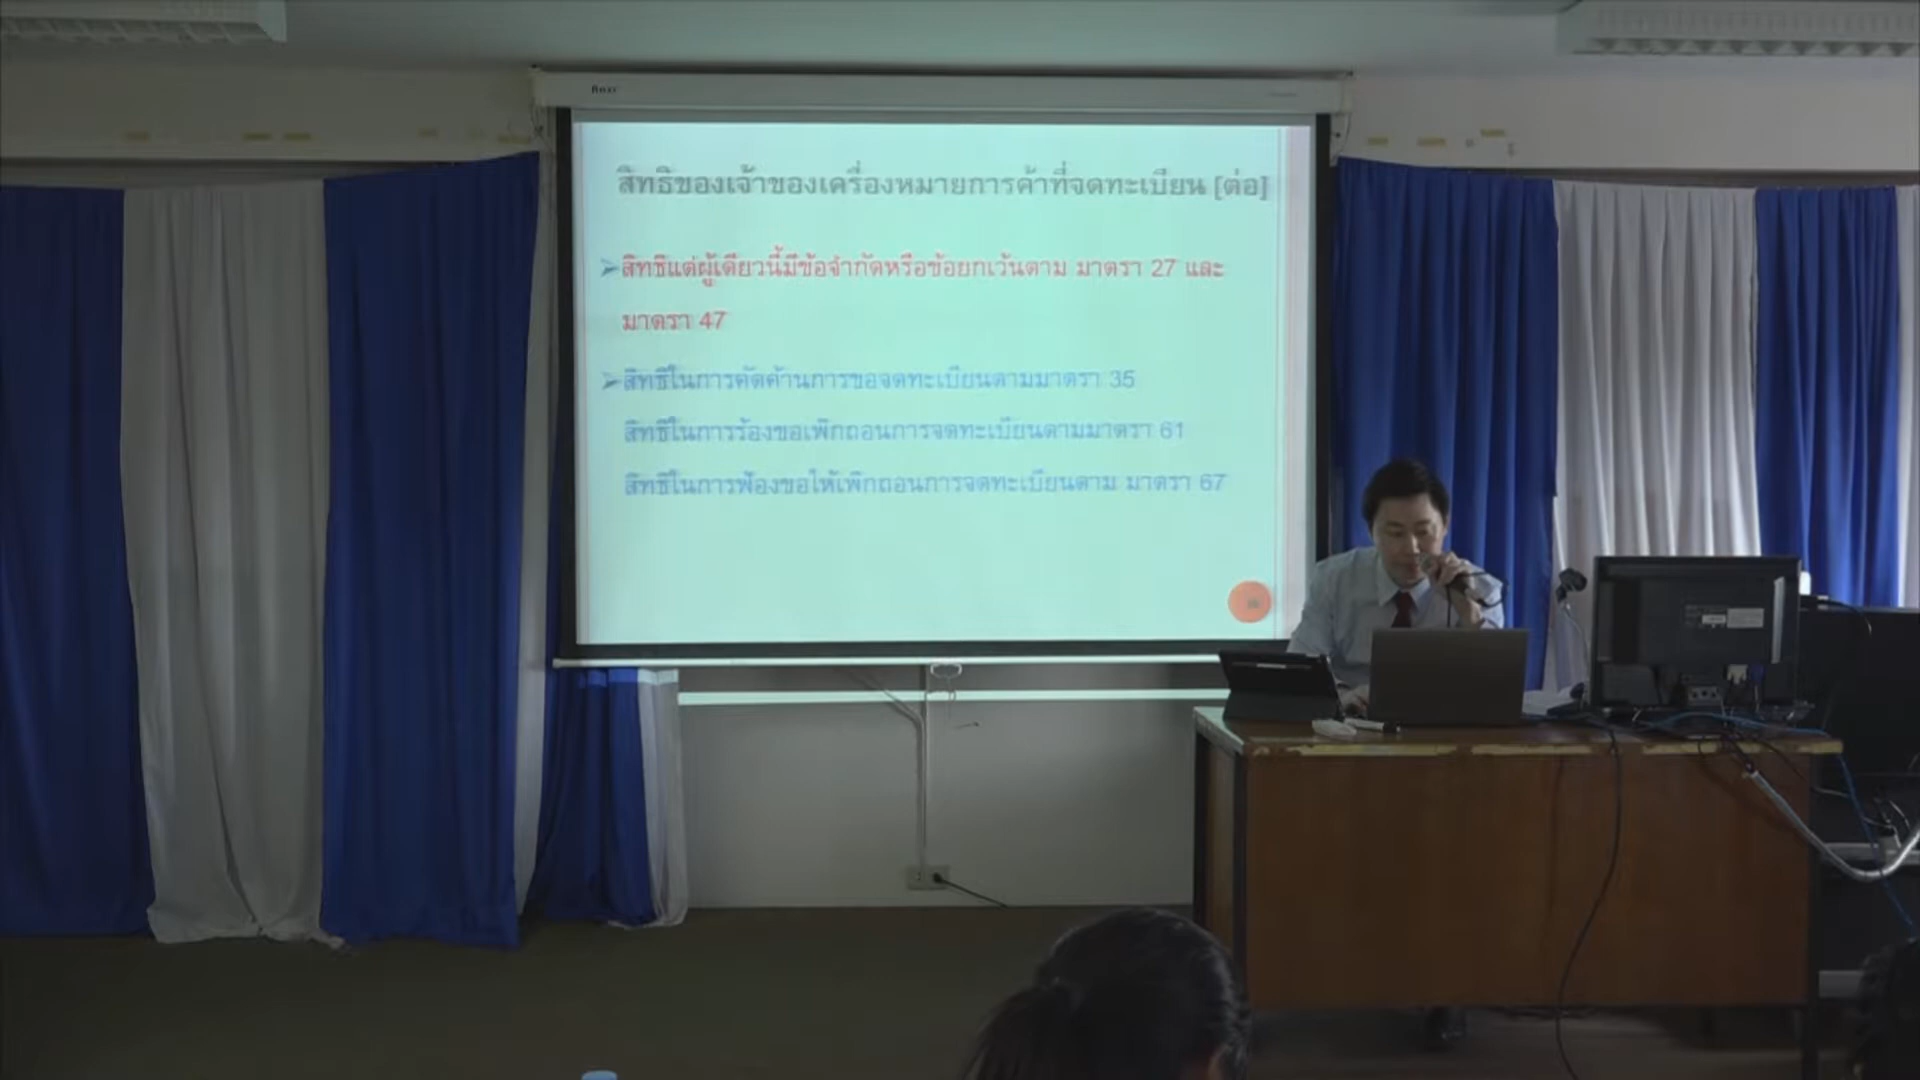 สิทธิของเจ้าของเครื่องหมายการค้าที่จดทะเบียน [ต่อ]
➢สิทธิแต่ผู้เดียวนี้มีข้อจำกัดหรือข้อยกเว้นตาม มาตรา 27 และ
มาตรา 47
➢สิทธิในการคัดค้านการขอจดทะเบียนตามมาตรา 35
สิทธิในการร้องขอเพิกถอนการจดทะเบียนตามมาตรา 61
สิทธิในการฟ้องขอให้เพิกถอนการจดทะเบียนตาม มาตรา 67